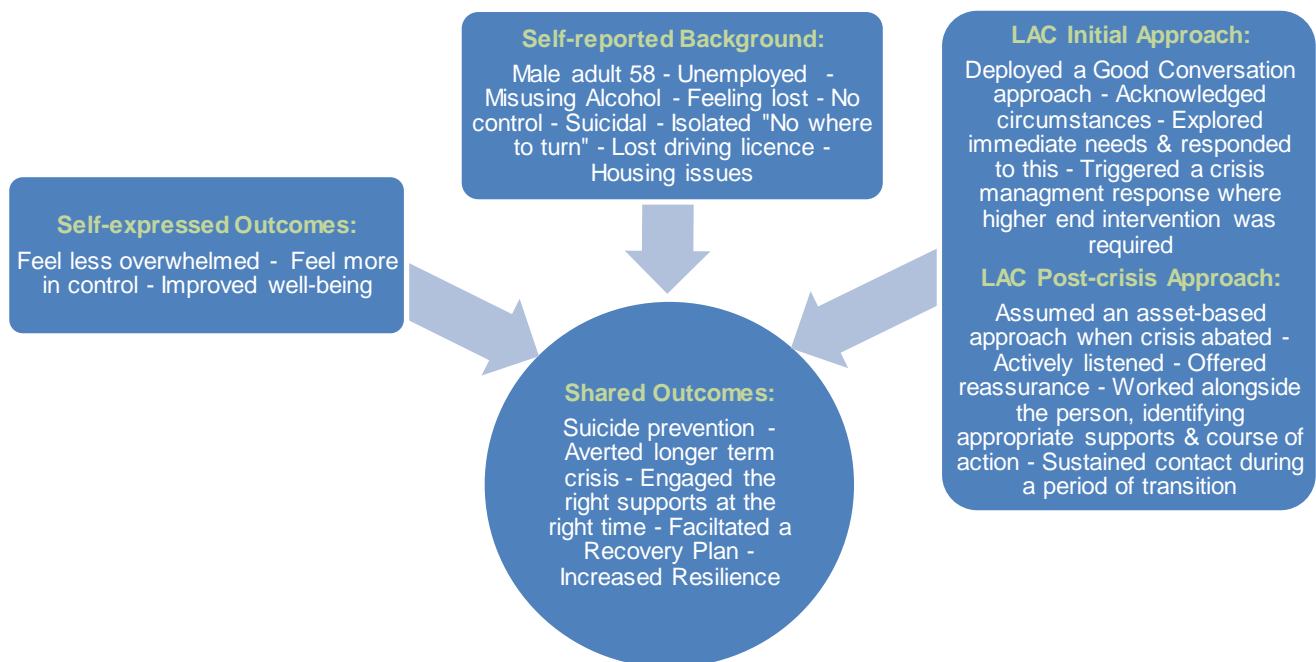 Self-reported Background:
Male adult 58 - Unemployed -
Misusing Alcohol - Feeling lost - No
control - Suicidal - Isolated "No where
to turn" - Lost driving licence -
Housing issues
LAC Initial Approach:
Deployed a Good Conversation
approach - Acknowledged
circumstances - Explored
immediate needs & responded
to this - Triggered a crisis
managment response where
higher end intervention was
required
LAC Post-crisis Approach:
Assumed an asset-based
approach when crisis abated -
Actively listened - Offered
reassurance - Worked alongside
the person, identifying
appropriate supports & course of
action - Sustained contact during
a period of transition
Self-expressed Outcomes:
Feel less overwhelmed - Feel more
in control - Improved well-being
Shared Outcomes:
Suicide prevention -
Averted longer term
crisis - Engaged the
right supports at the
right time - Faciltated a
Recovery Plan -
Increased Resilience